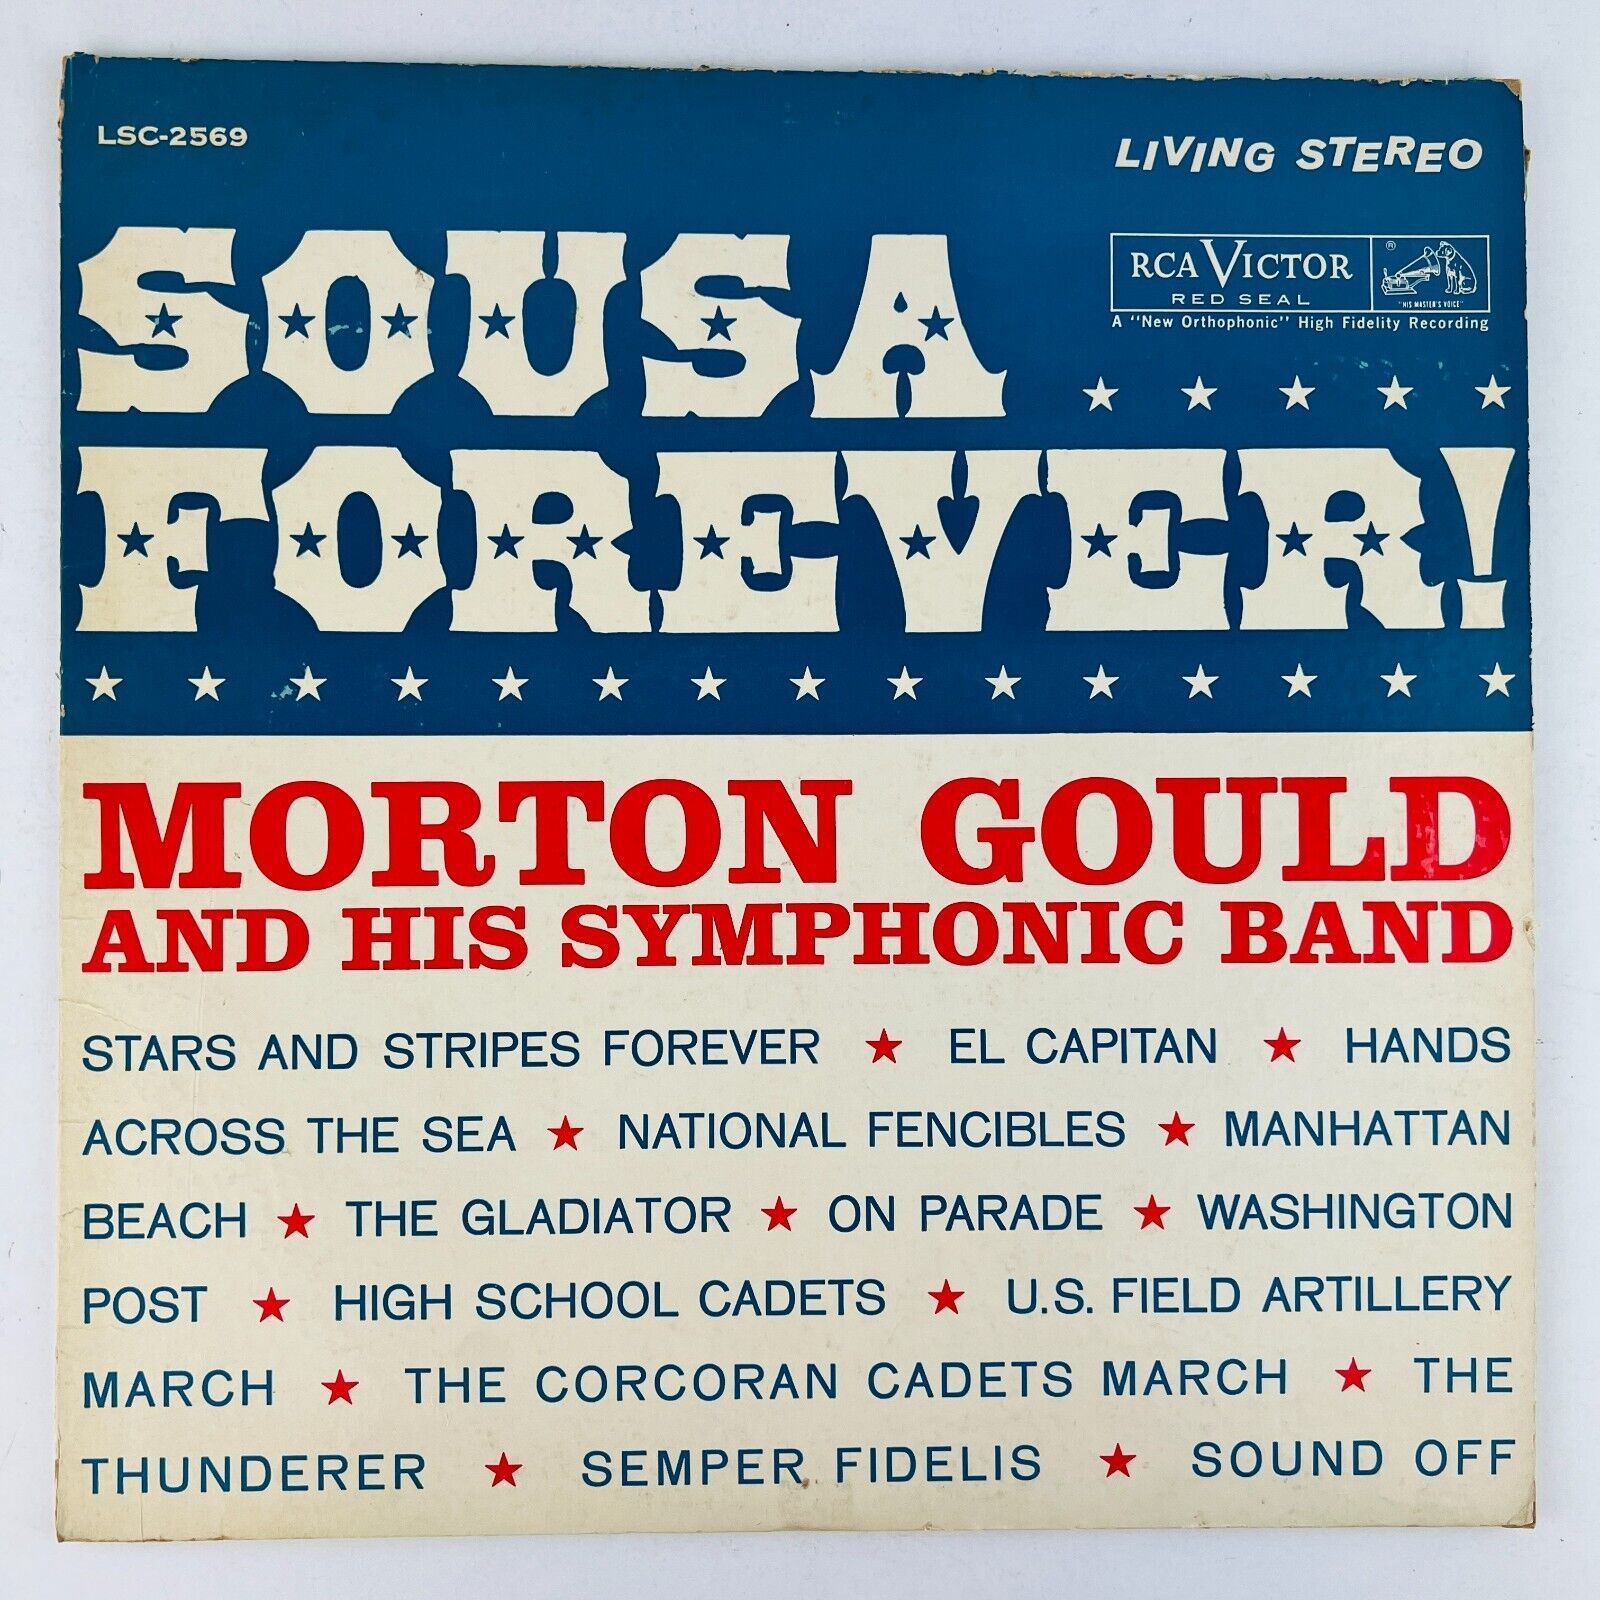 LSC-2569
LIVING STEREO
SOUSA
RCA VICTOR
RED SEAL
®
"HIS MASTER'S VOICE"
A "New Orthophonic" High Fidelity Recording
FOREVER!
MORTON GOULD
AND HIS SYMPHONIC BAND
STARS AND STRIPES FOREVER ★ EL CAPITAN ★ HANDS
ACROSS THE SEA ★ NATIONAL FENCIBLES ★ MANHATTAN
BEACH ★ THE GLADIATOR ★ ON PARADE ★ WASHINGTON
POST ★ HIGH SCHOOL CADETS ★ U.S. FIELD ARTILLERY
MARCH ★ THE CORCORAN CADETS MARCH ★ THE
THUNDERER ★ SEMPER FIDELIS ★ SOUND OFF